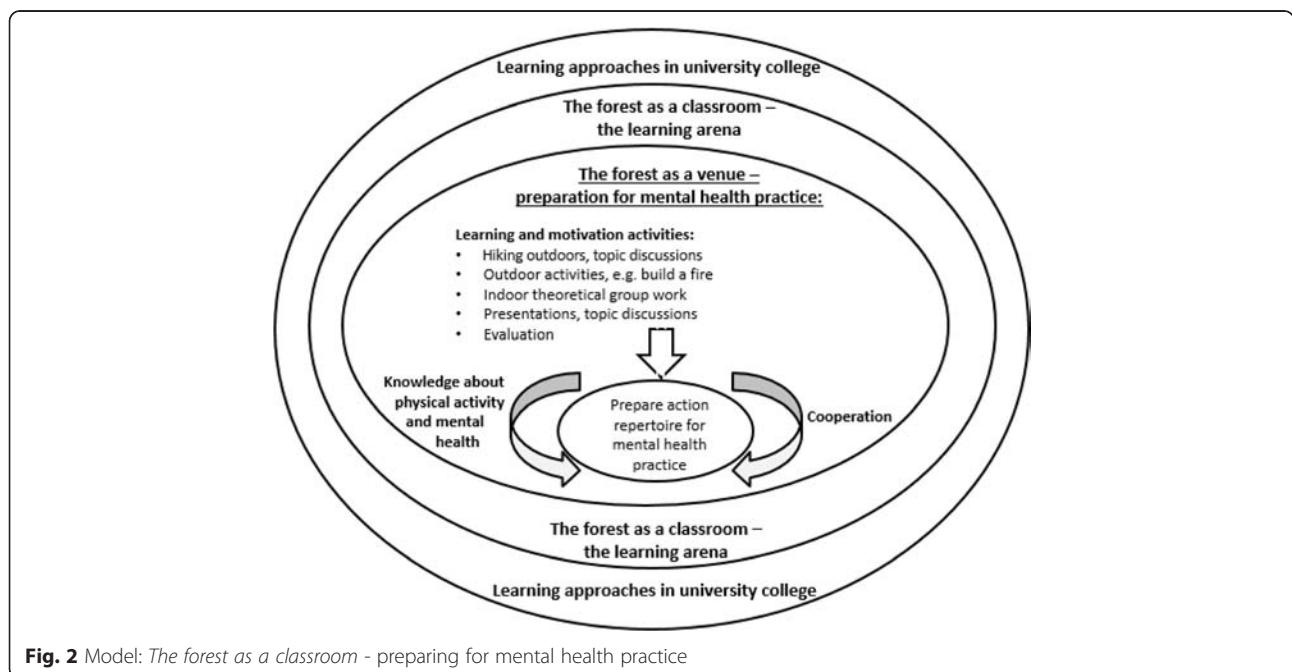 Learning approaches in university college
The forest as a classroom –
the learning arena
The forest as a venue –
preparation for mental health practice:
Learning and motivation activities:
• Hiking outdoors, topic discussions
• Outdoor activities, e.g. build a fire
• Indoor theoretical group work
• Presentations, topic discussions
• Evaluation
Knowledge about
physical activity
and mental
health
Prepare action
repertoire for
mental health
practice
Cooperation
The forest as a classroom –
the learning arena
Learning approaches in university college
Fig. 2 Model: The forest as a classroom - preparing for mental health practice